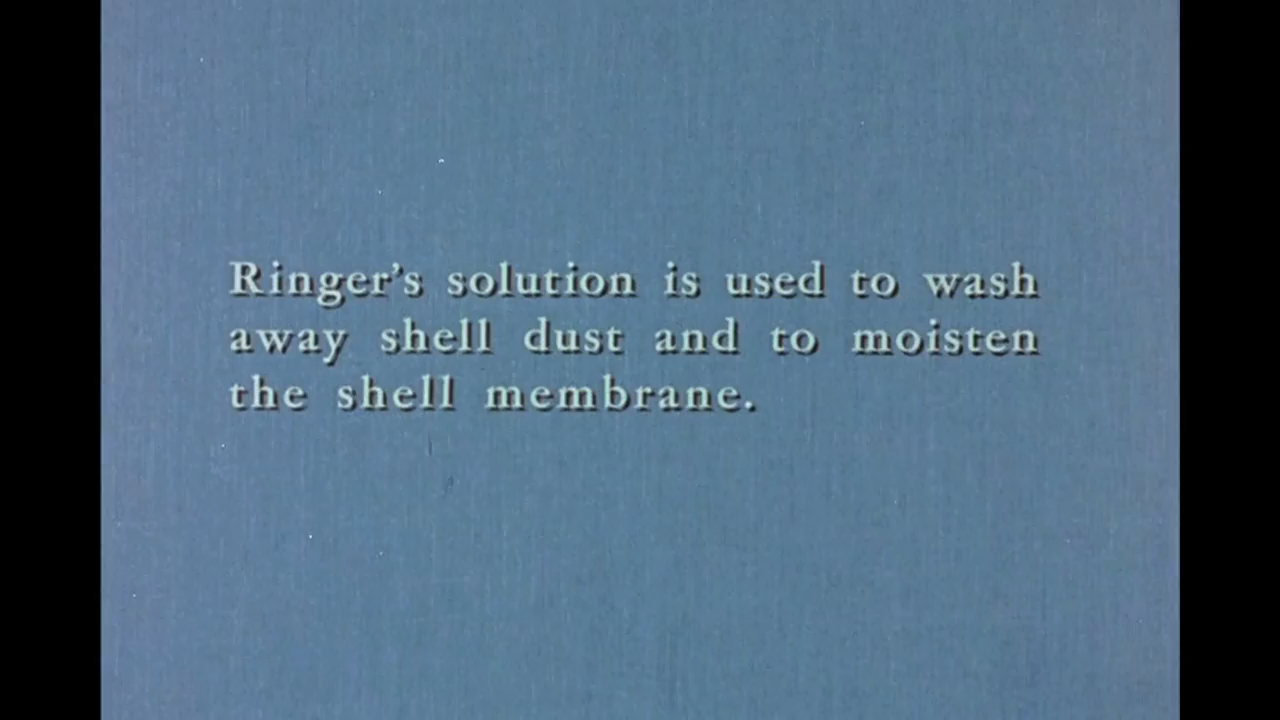 Ringer’s solution is used to wash
away shell dust and to moisten
the shell membrane.